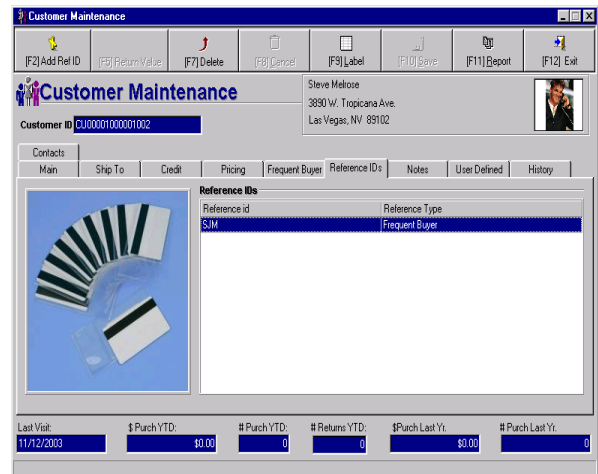 Customer Maintenance
[F2] Add Ref ID [F5] Return Value [F7] Delete [F8] Cancel [F9] Label [F10] Save [F11] Report [F12] Exit
Customer Maintenance
Steve Melrose
3890 W. Tropicana Ave.
Las Vegas, NV 89102
Customer ID CU00001000001002
Contacts
Main Ship To Credit Pricing Frequent Buyer Reference IDs Notes User Defined History
Reference IDs
Reference id Reference Type
SJM Frequent Buyer
Last Visit: $ Purch YTD: # Purch YTD: # Returns YTD: $Purch Last Yr. # Purch Last Yr.
11/12/2003 $0.00 0 0 $0.00 0